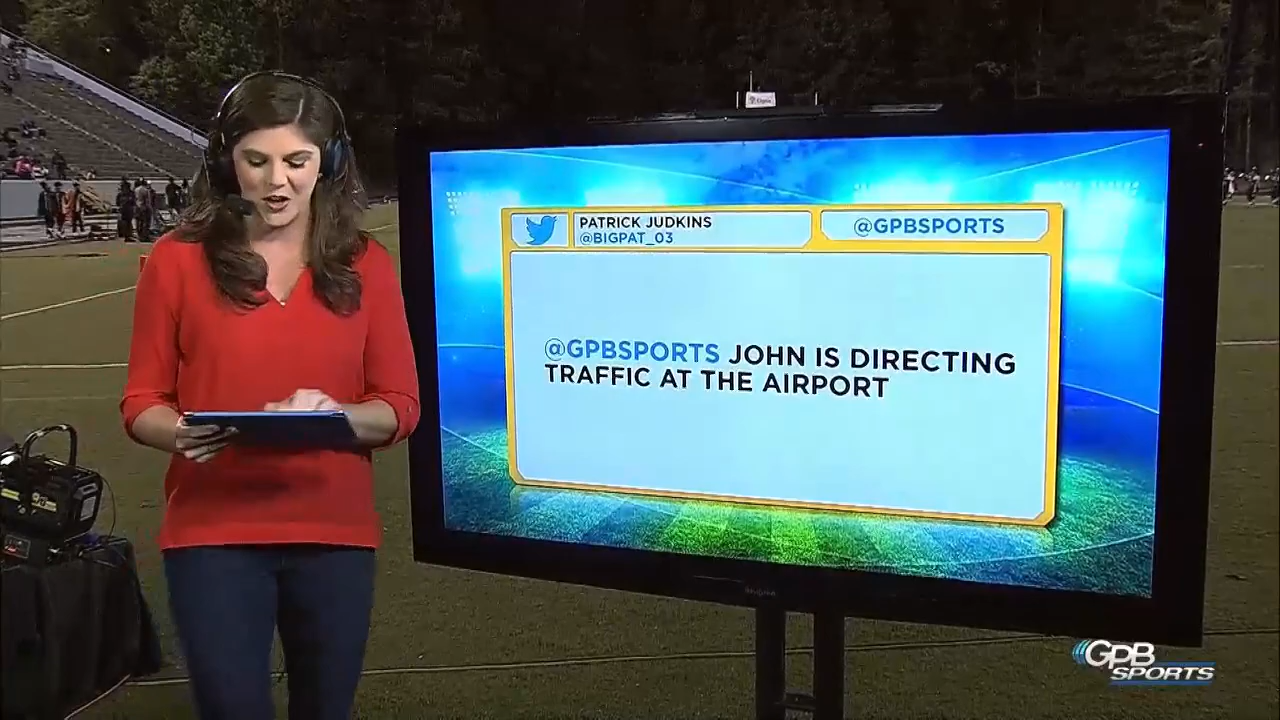 PATRICK JUDKINS
@BIGPAT_03
@GPBSPORTS
@GPBSPORTS JOHN IS DIRECTING
TRAFFIC AT THE AIRPORT
GPB
SPORTS